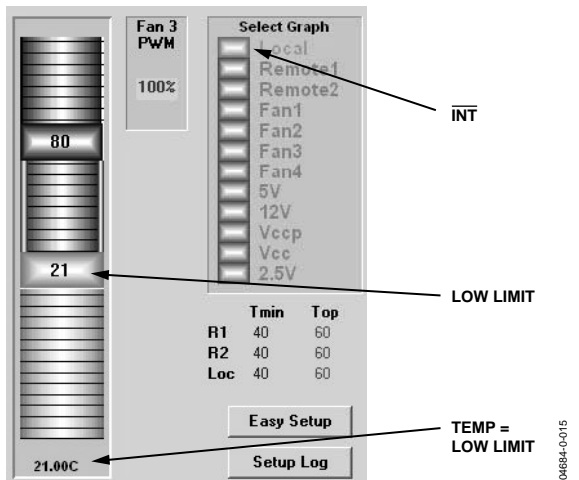 Fan 3
PWM
100%
80
21
21.00C
Select Graph
Local
Remote1
Remote2
Fan1
Fan2
Fan3
Fan4
5V
12V
Vccp
Vcc
2.5V
Tmin Top
R1 40 60
R2 40 60
Loc 40 60
Easy Setup
Setup Log
INT
LOW LIMIT
TEMP =
LOW LIMIT
04684-0-015